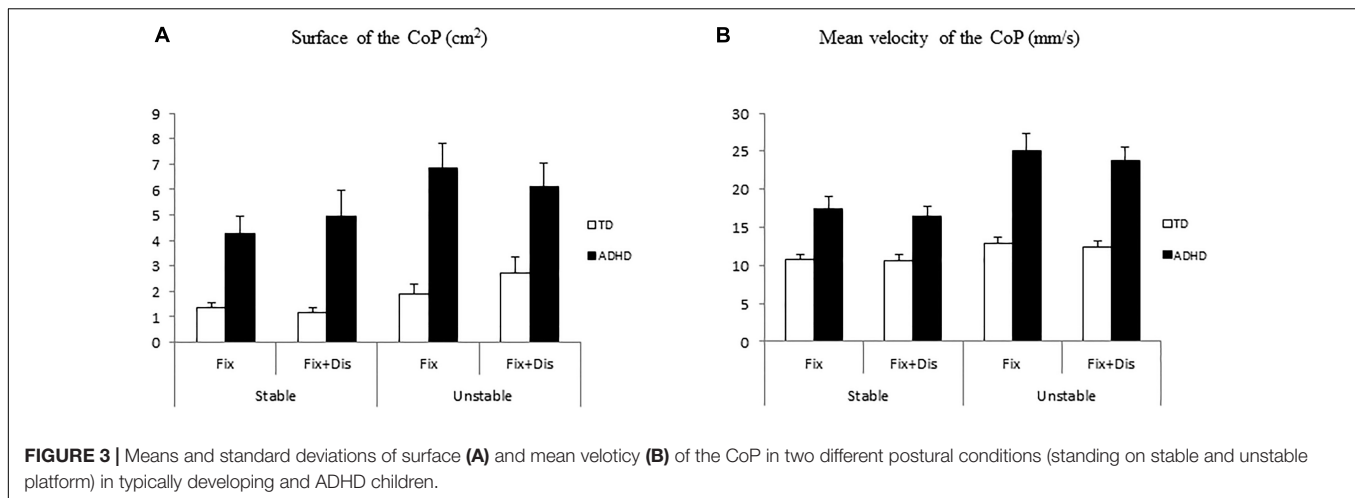 A Surface of the CoP (cm²)
9
8
7
6
5
4
3
2
1
0
Fix Fix+Dis Fix Fix+Dis
Stable Unstable
TD
ADHD
B Mean velocity of the CoP (mm/s)
30
25
20
15
10
5
0
Fix Fix+Dis Fix Fix+Dis
Stable Unstable
TD
ADHD
FIGURE 3 | Means and standard deviations of surface (A) and mean veloticy (B) of the CoP in two different postural conditions (standing on stable and unstable
platform) in typically developing and ADHD children.